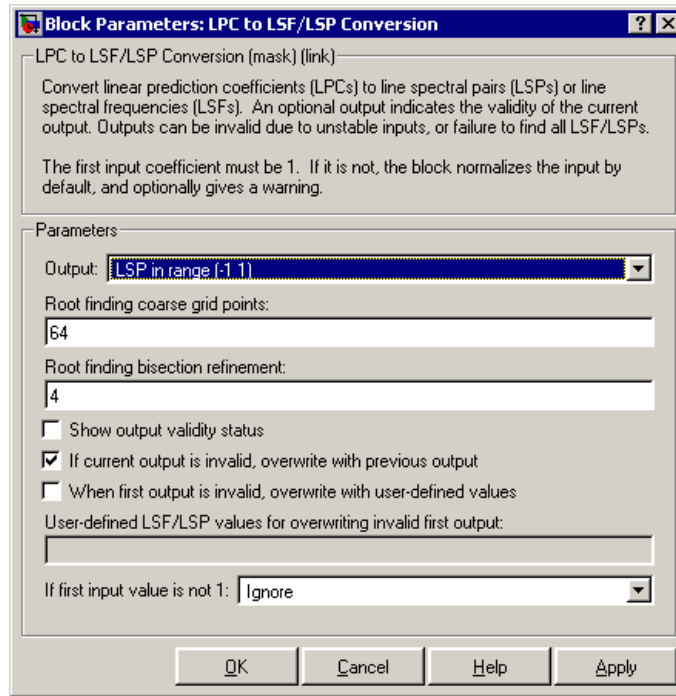 Block Parameters: LPC to LSF/LSP Conversion
LPC to LSF/LSP Conversion (mask) (link)
Convert linear prediction coefficients (LPCs) to line spectral pairs (LSPs) or line
spectral frequencies (LSFs). An optional output indicates the validity of the current
output. Outputs can be invalid due to unstable inputs, or failure to find all LSF/LSPs.
The first input coefficient must be 1. If it is not, the block normalizes the input by
default, and optionally gives a warning.
Parameters
Output: LSP in range (-1 1)
Root finding coarse grid points:
64
Root finding bisection refinement:
4
Show output validity status
If current output is invalid, overwrite with previous output
When first output is invalid, overwrite with user-defined values
User-defined LSF/LSP values for overwriting invalid first output:
If first input value is not 1: Ignore
OK Cancel Help Apply